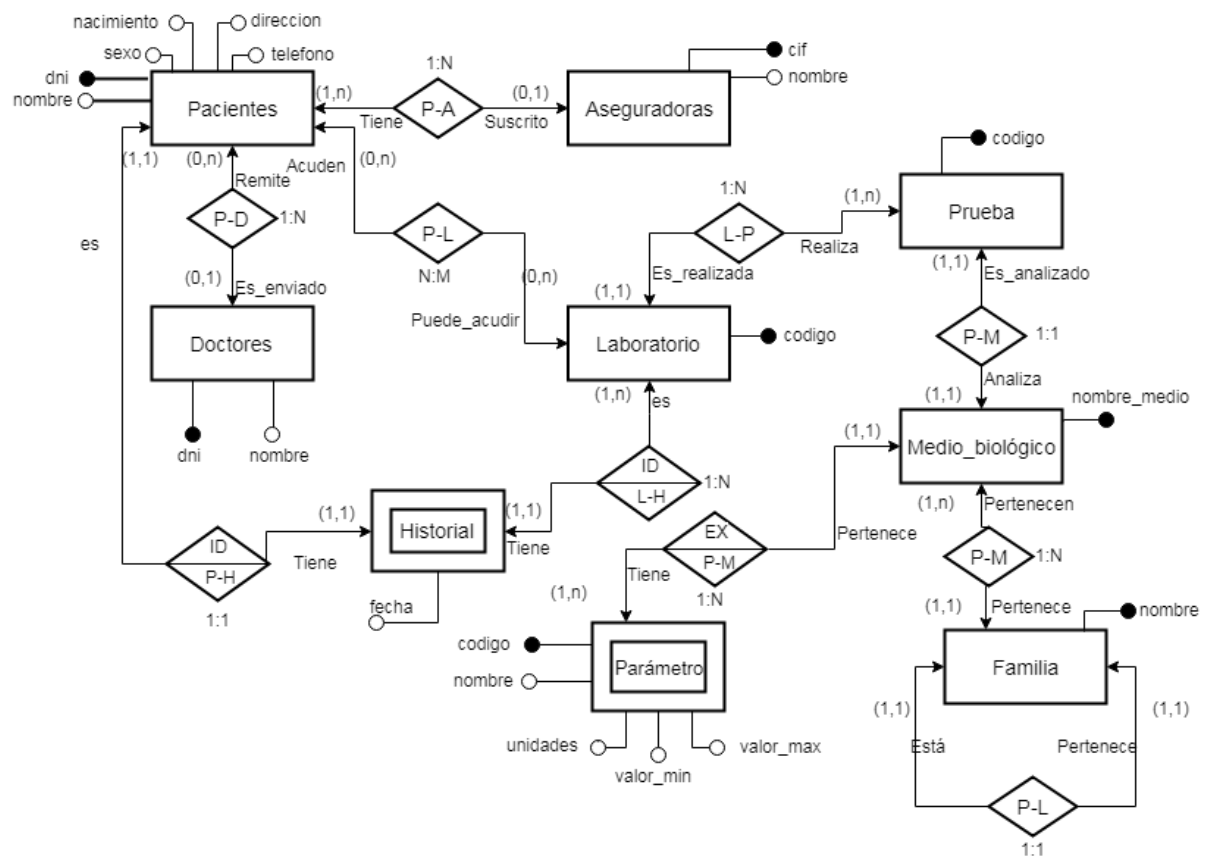 nacimiento
direccion
sexo
telefono
dni
nombre
Pacientes
(1,n)
1:N
P-A
Tiene
(0,1)
Suscrito
Aseguradoras
cif
nombre
(1,1)
(0,n)
Remite
Acuden
(0,n)
P-D
1:N
es
(0,1)
Es_enviado
Doctores
dni
nombre
P-L
N:M
(0,n)
Puede_acudir
1:N
L-P
Es_realizada
(1,1)
(1,n)
Realiza
codigo
Prueba
(1,1)
Es_analizado
P-M
1:1
Analiza
(1,1)
Laboratorio
codigo
(1,n)
es
nombre_medio
Medio_biológico
(1,1)
Pertenece
ID
L-H
1:N
(1,1)
Historial
(1,1)
Tiene
Tiene
ID
P-H
1:1
fecha
EX
P-M
1:N
Tiene
(1,n)
(1,n)
Pertenecen
P-M
1:N
(1,1)
Pertenece
nombre
codigo
nombre
Parámetro
unidades
valor_min
valor_max
Familia
(1,1)
(1,1)
Está
Pertenece
P-L
1:1